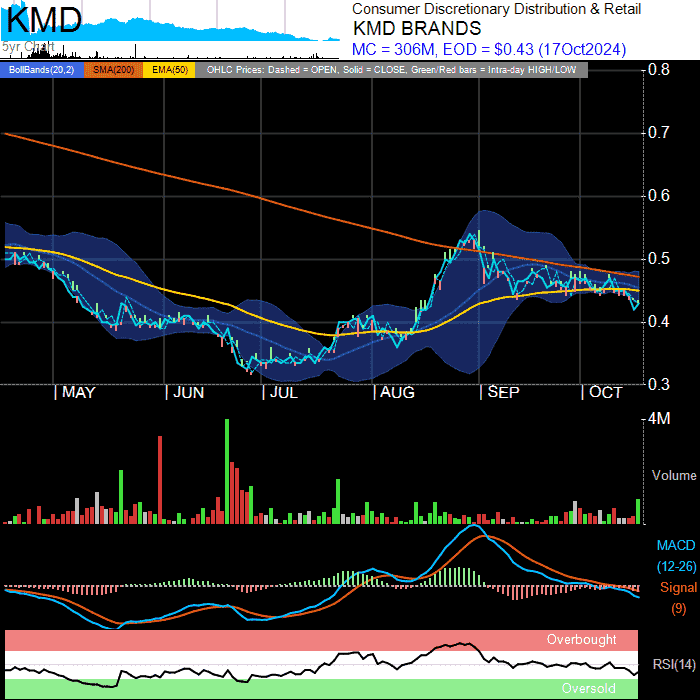 KMD
5yr Chart
Consumer Discretionary Distribution & Retail
KMD BRANDS
MC = 306M, EOD = $0.43 (17Oct2024)
BollBands(20,2) SMA(200) EMA(50) OHLC Prices: Dashed = OPEN, Solid = CLOSE, Green/Red bars = Intra-day HIGH/LOW
0.8
0.7
0.6
0.5
0.4
0.3
MAY JUN JUL AUG SEP OCT
4M
Volume
MACD
(12-26)
Signal
(9)
Overbought
RSI(14)
Oversold